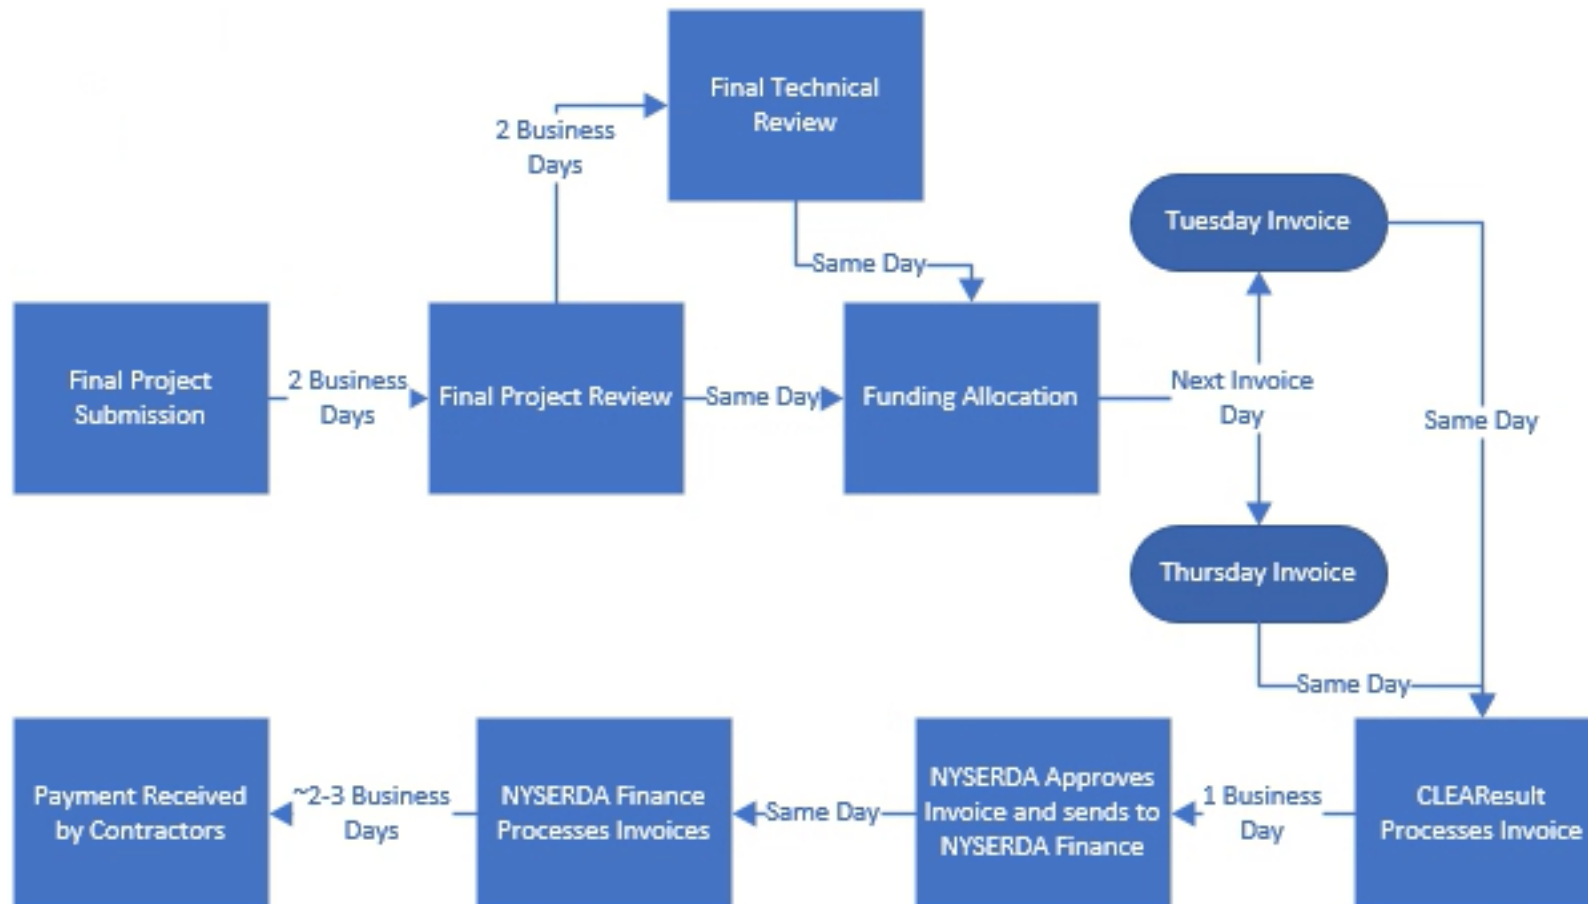 Final Technical
Review
2 Business
Days
Tuesday Invoice
Same Day
Final Project
Submission
2 Business
Days
Final Project Review
Same Day
Funding Allocation
Next Invoice
Day
Same Day
Thursday Invoice
Same Day
Payment Received
by Contractors
~2-3 Business
Days
NYSERDA Finance
Processes Invoices
Same Day
NYSERDA Approves
Invoice and sends to
NYSERDA Finance
1 Business
Day
CLEAResult
Processes Invoice